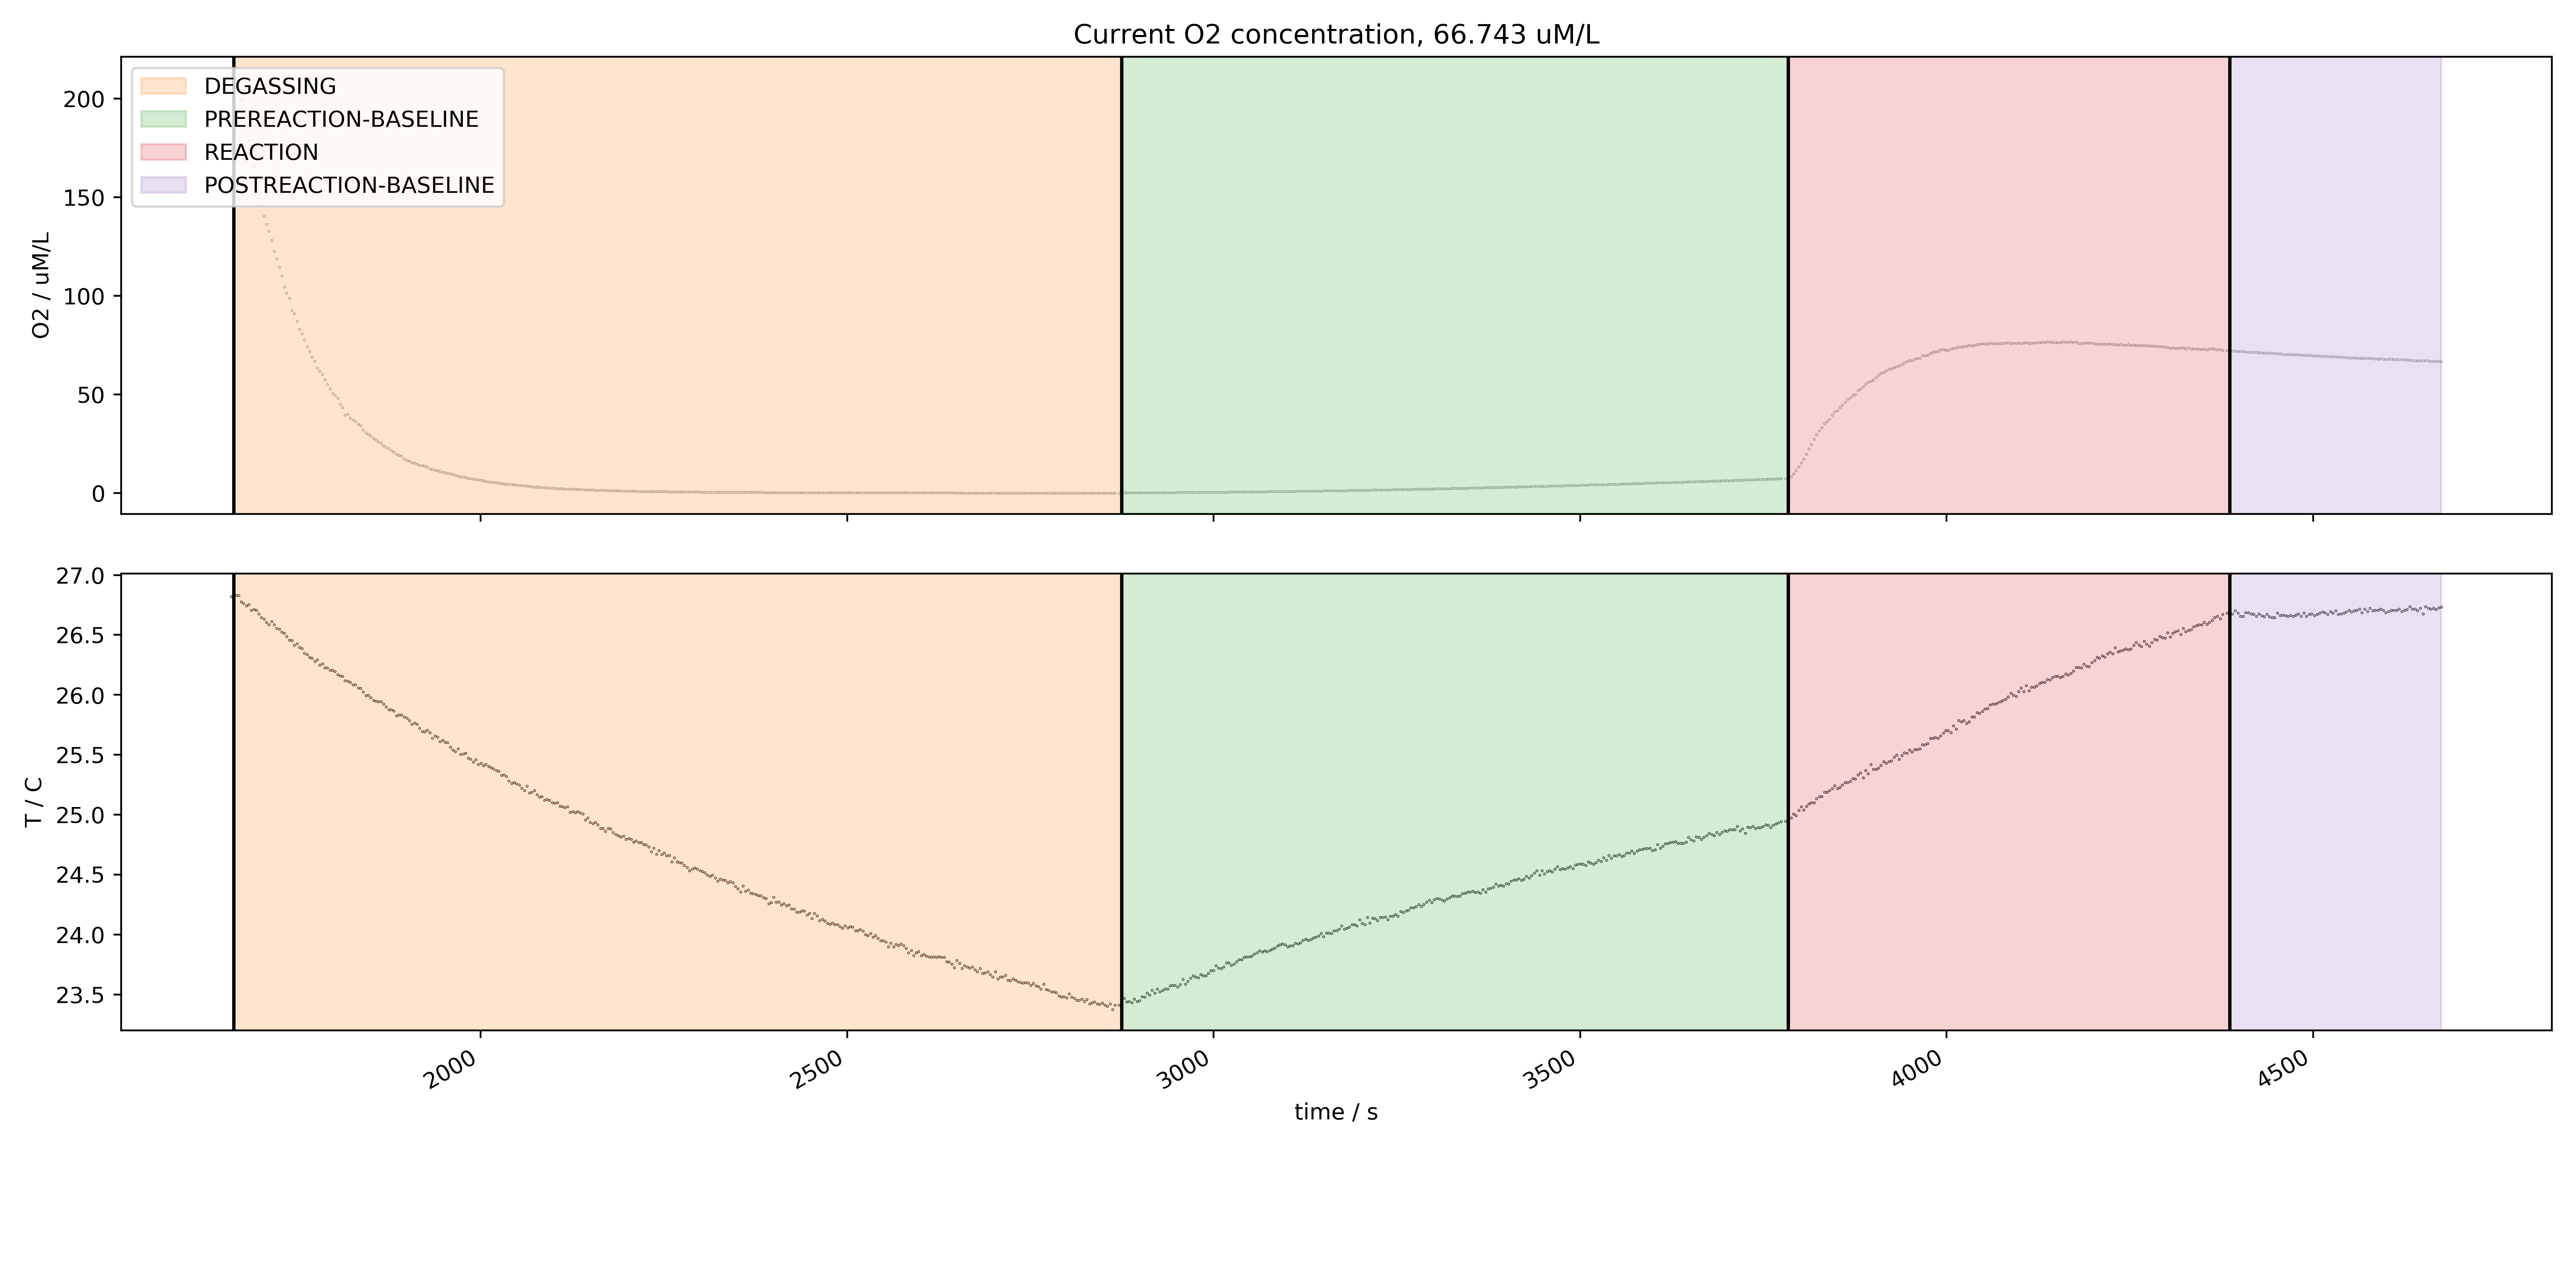 Current O2 concentration, 66.743 uM/L
DEGASSING
PREREACTION-BASELINE
REACTION
POSTREACTION-BASELINE
200
150
100
50
0
O2 / uM/L
27.0
26.5
26.0
25.5
25.0
24.5
24.0
23.5
T / C
2000 2500 3000 3500 4000 4500
time / s